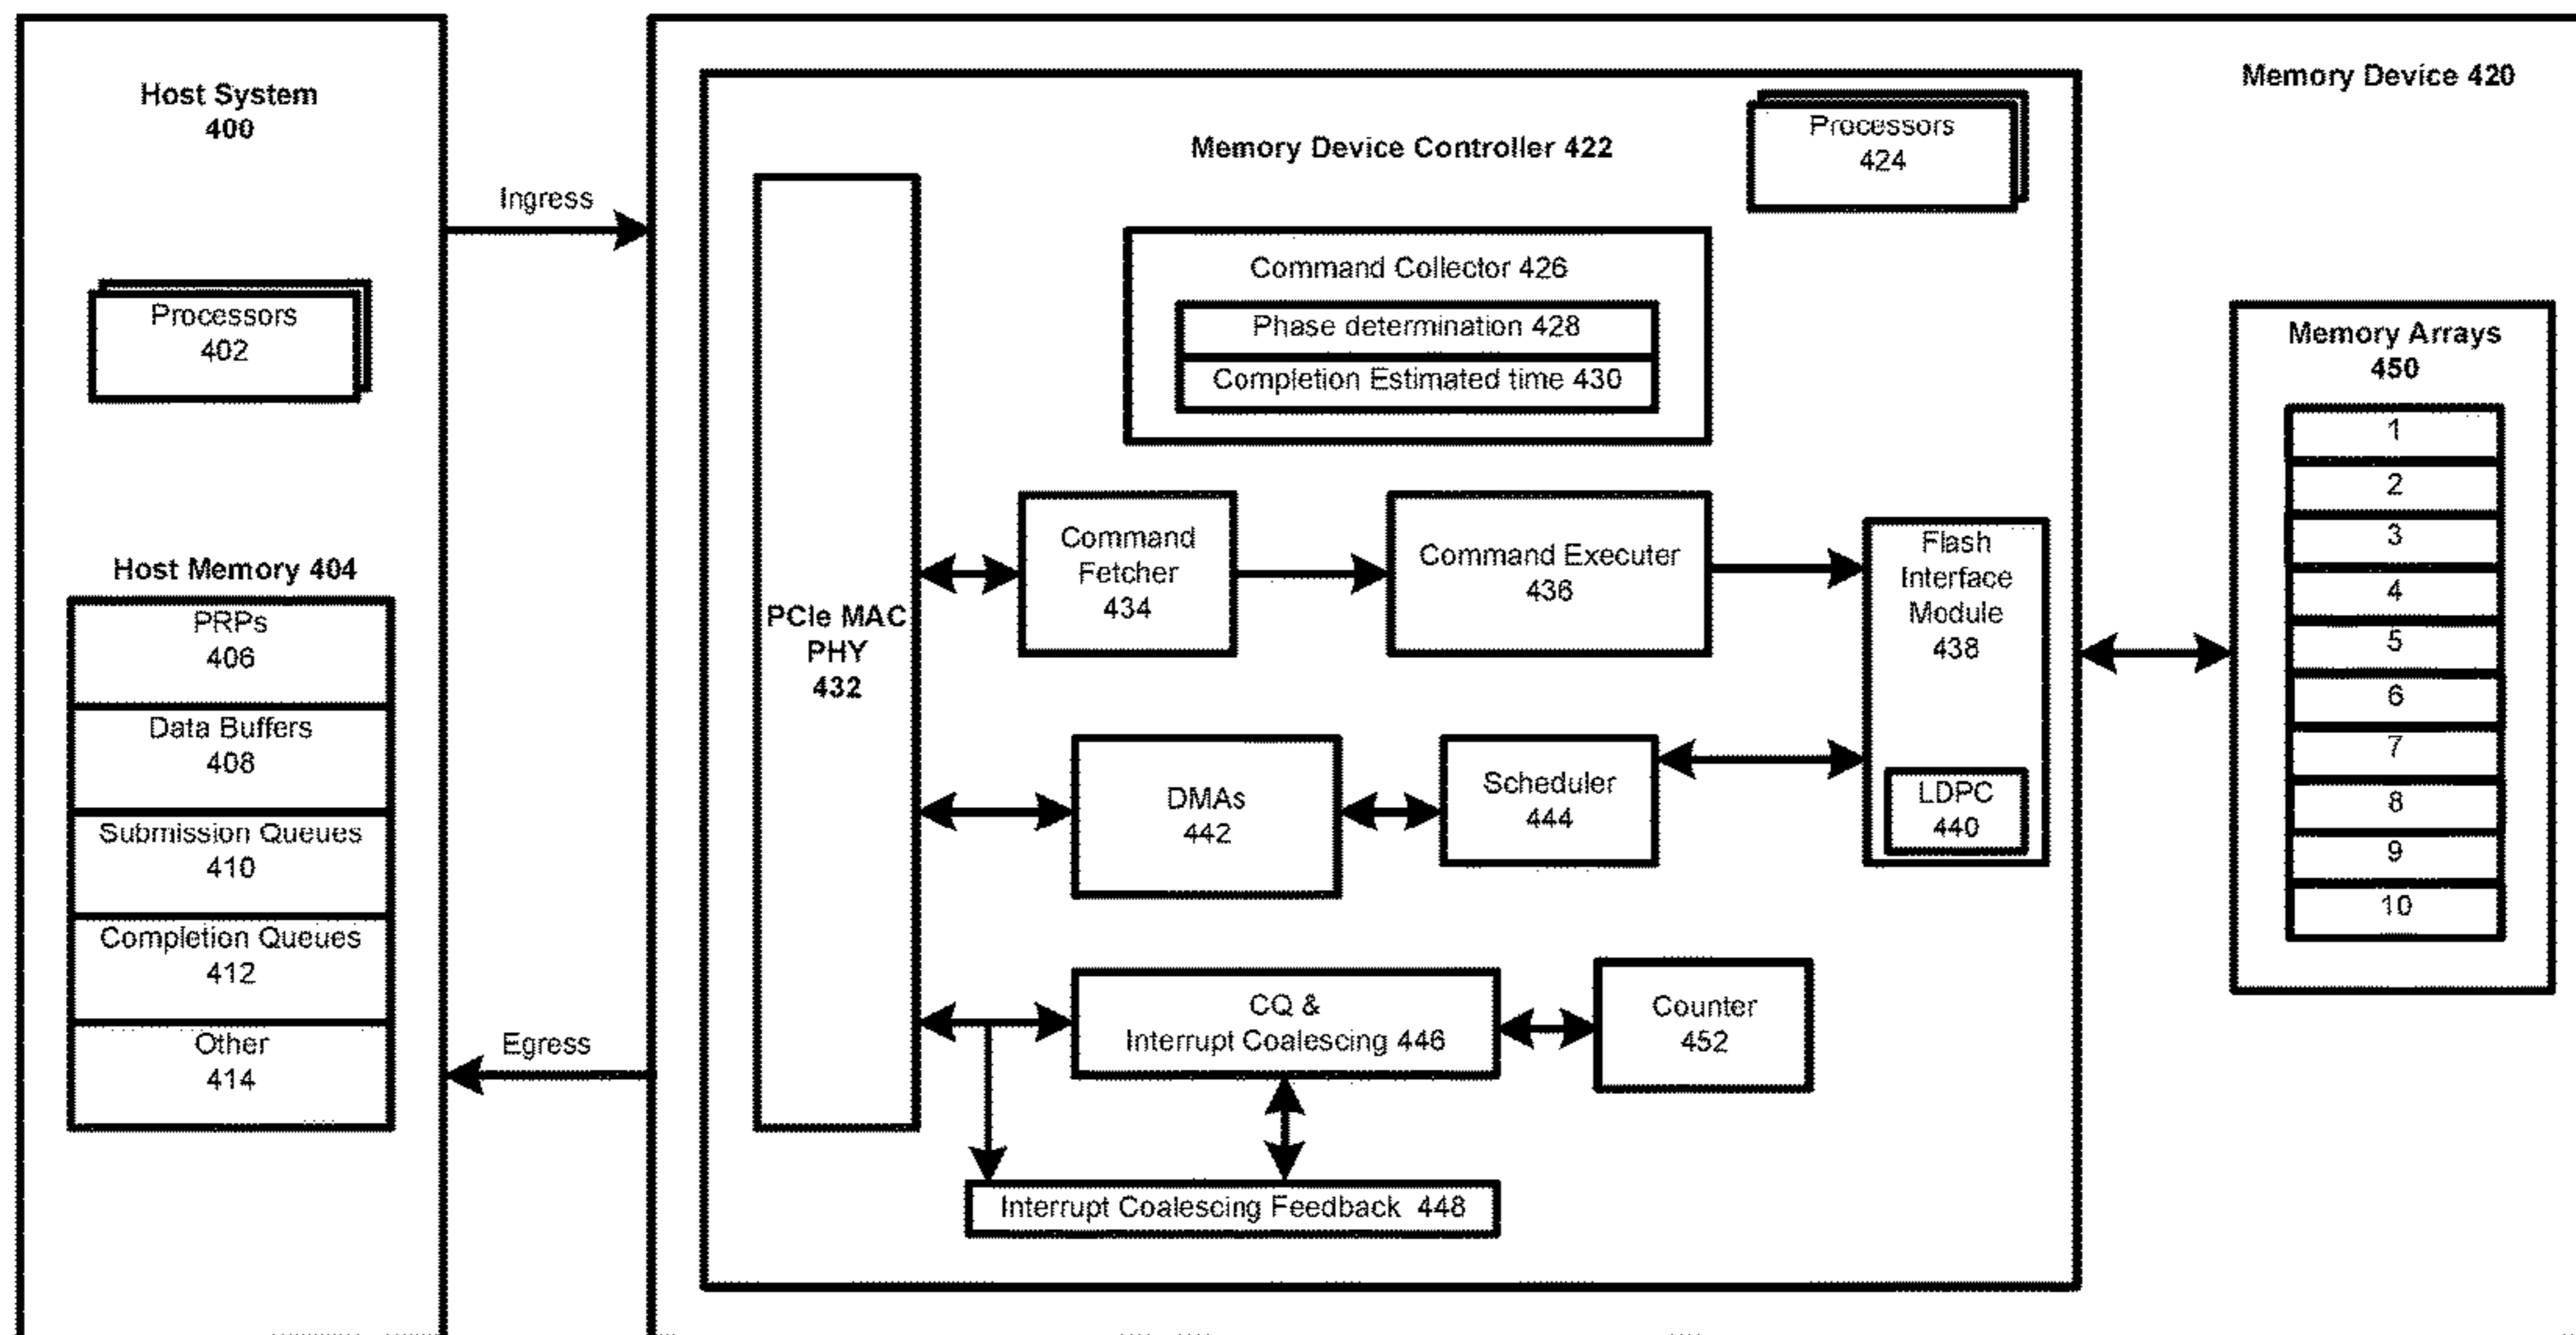 Host System
400
Processors
402
Host Memory 404
PRPs
406
Data Buffers
408
Submission Queues
410
Completion Queues
412
Other
414
Ingress
Egress
Memory Device 420
Memory Device Controller 422
Processors
424
Command Collector 426
Phase determination 428
Completion Estimated time 430
PCIe MAC
PHY
432
Command
Fetcher
434
Command Executer
436
Flash
Interface
Module
438
LDPC
440
DMAs
442
Scheduler
444
CQ &
Interrupt Coalescing 446
Counter
452
Interrupt Coalescing Feedback 448
Memory Arrays
450
1
2
3
4
5
6
7
8
9
10